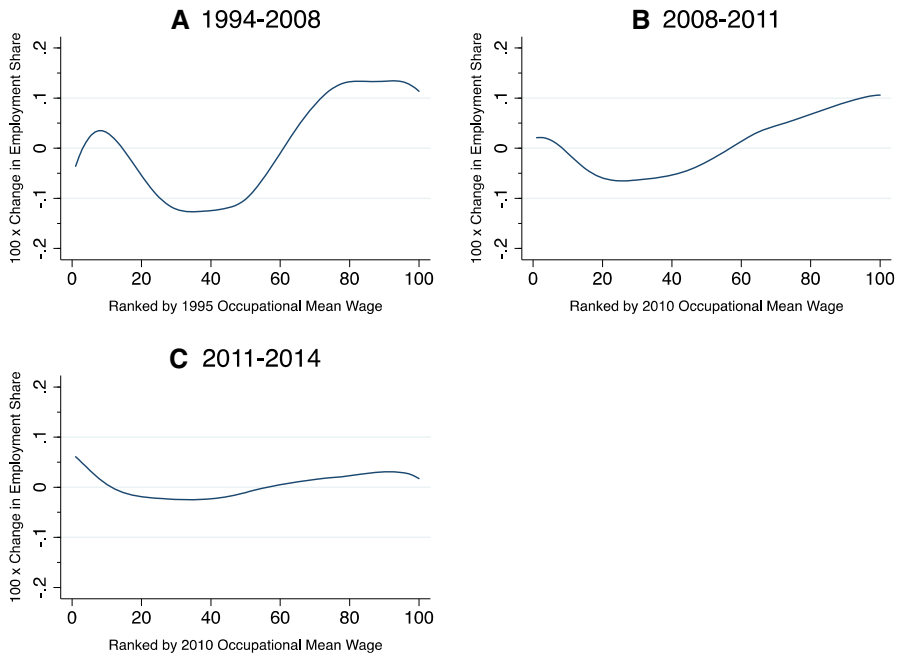 A 1994-2008
100 x Change in Employment Share
.2
.1
0
-.1
-.2
0 20 40 60 80 100
Ranked by 1995 Occupational Mean Wage
B 2008-2011
100 x Change in Employment Share
.2
.1
0
-.1
-.2
0 20 40 60 80 100
Ranked by 2010 Occupational Mean Wage
C 2011-2014
100 x Change in Employment Share
.2
.1
0
-.1
-.2
0 20 40 60 80 100
Ranked by 2010 Occupational Mean Wage